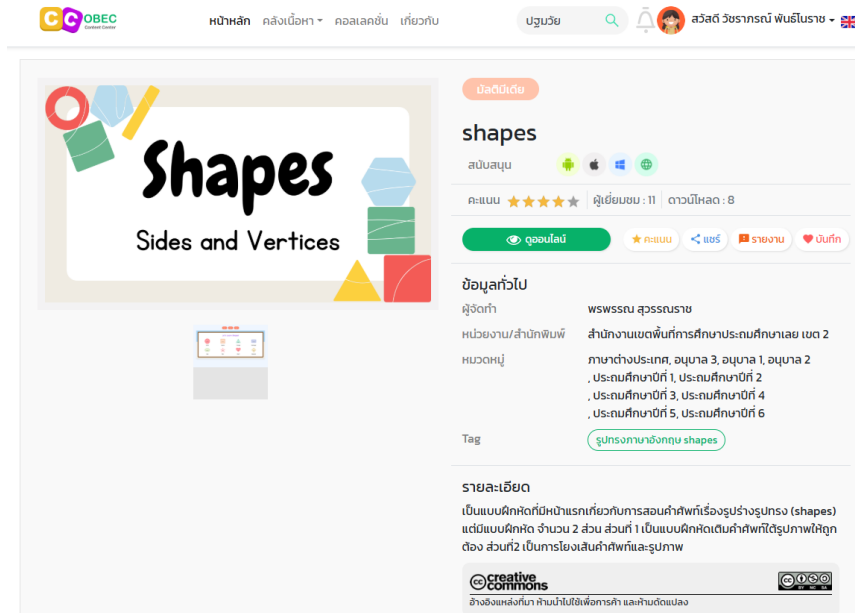 CC OBEC
Content Center
หน้าหลัก คลังเนื้อหา คอลเลคชั่น เกี่ยวกับ
ปฐมวัย
สวัสดี วัชราภรณ์ พันธ์โนราช
Shapes
Sides and Vertices
มัลติมีเดีย
shapes
สนับสนุน
คะแนน
ผู้เยี่ยมชม : 11
ดาวน์โหลด : 8
ดูออนไลน์
คะแนน
แชร์
รายงาน
บันทึก
ข้อมูลทั่วไป
ผู้จัดทำ พรพรรณ สุวรรณราช
หน่วยงาน/สำนักพิมพ์ สำนักงานเขตพื้นที่การศึกษาประถมศึกษาเลย เขต 2
หมวดหมู่ ภาษาต่างประเทศ, อนุบาล 3, อนุบาล 1, อนุบาล 2
, ประถมศึกษาปีที่ 1, ประถมศึกษาปีที่ 2
, ประถมศึกษาปีที่ 3, ประถมศึกษาปีที่ 4
, ประถมศึกษาปีที่ 5, ประถมศึกษาปีที่ 6
Tag รูปทรงภาษาอังกฤษ shapes
รายละเอียด
เป็นแบบฝึกหัดที่มีหน้าแรกเกี่ยวกับการสอนคำศัพท์เรื่องรูปร่างรูปทรง (shapes)
แต่มีแบบฝึกหัด จำนวน 2 ส่วน ส่วนที่ 1 เป็นแบบฝึกหัดเติมคำศัพท์ใต้รูปภาพให้ถูก
ต้อง ส่วนที่2 เป็นการโยงเส้นคำศัพท์และรูปภาพ
creative
commons
cc
BY NC SA
อ้างอิงแหล่งที่มา ห้ามนำไปใช้เพื่อการค้า และห้ามดัดแปลง